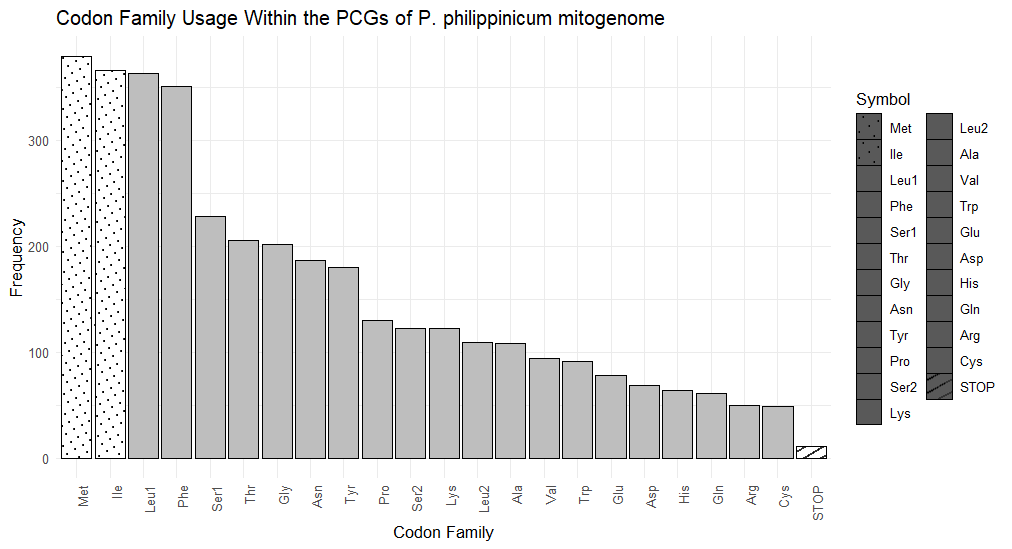 Codon Family Usage Within the PCGs of P. philippinicum mitogenome
Frequency
300
200
100
0
Met
Ile
Leu1
Phe
Ser1
Thr
Gly
Asn
Tyr
Pro
Ser2
Lys
Leu2
Ala
Val
Trp
Glu
Asp
His
Gln
Arg
Cys
STOP
Codon Family
Symbol
Met
Ile
Leu1
Phe
Ser1
Thr
Gly
Asn
Tyr
Pro
Ser2
Lys
Leu2
Ala
Val
Trp
Glu
Asp
His
Gln
Arg
Cys
STOP